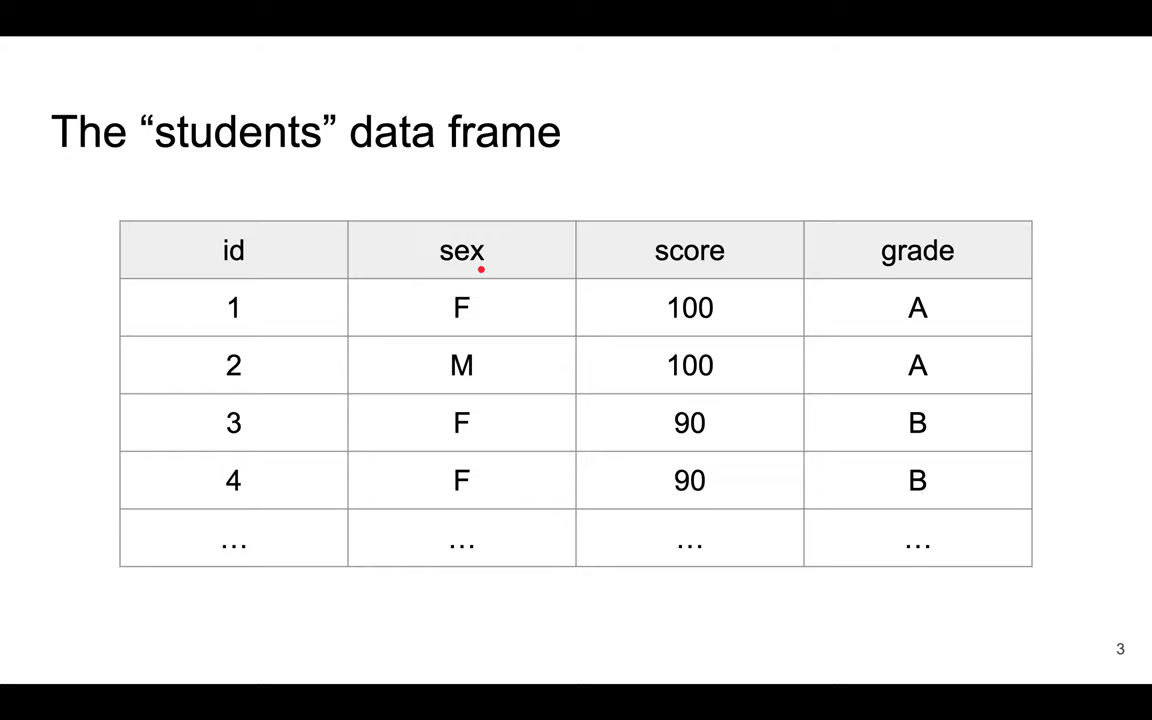 The “students” data frame
id sex score grade
1 F 100 A
2 M 100 A
3 F 90 B
4 F 90 B
… … … …
3